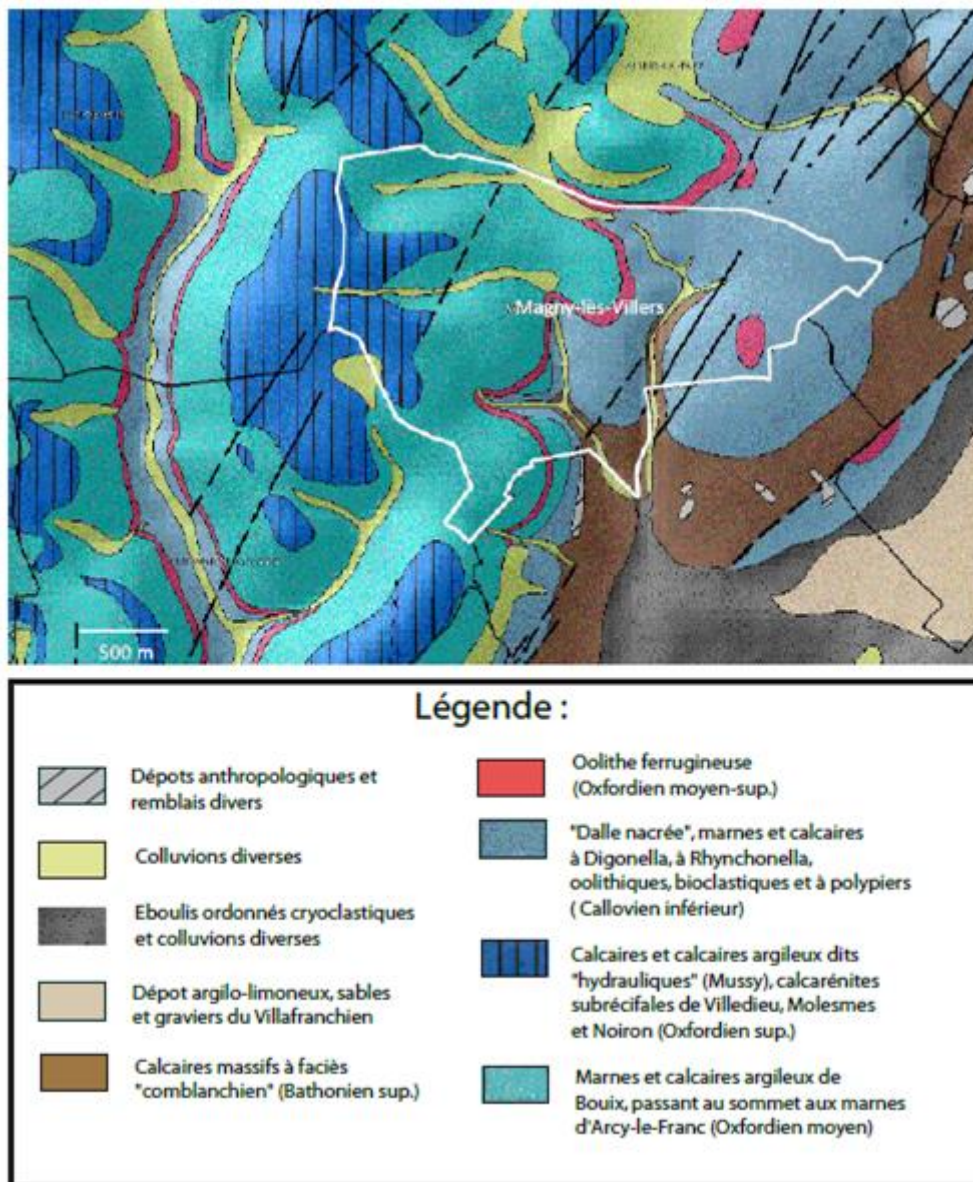 Magny-lès-Villers
500 m
Légende :
Dépots anthropologiques et
remblais divers
Colluvions diverses
Eboulis ordonnés cryoclastiques
et colluvions diverses
Dépot argilo-limoneux, sables
et graviers du Villafranchien
Calcaires massifs à faciès
"comblanchien" (Bathonien sup.)
Oolithe ferrugineuse
(Oxfordien moyen-sup.)
"Dalle nacrée", marnes et calcaires
à Digonella, à Rhynchonella,
oolithiques, bioclastiques et à polypiers
( Callovien inférieur)
Calcaires et calcaires argileux dits
"hydrauliques" (Mussy), calcarénites
subrécifales de Villedieu, Molesmes
et Noiron (Oxfordien sup.)
Marnes et calcaires argileux de
Bouix, passant au sommet aux marnes
d'Arcy-le-Franc (Oxfordien moyen)